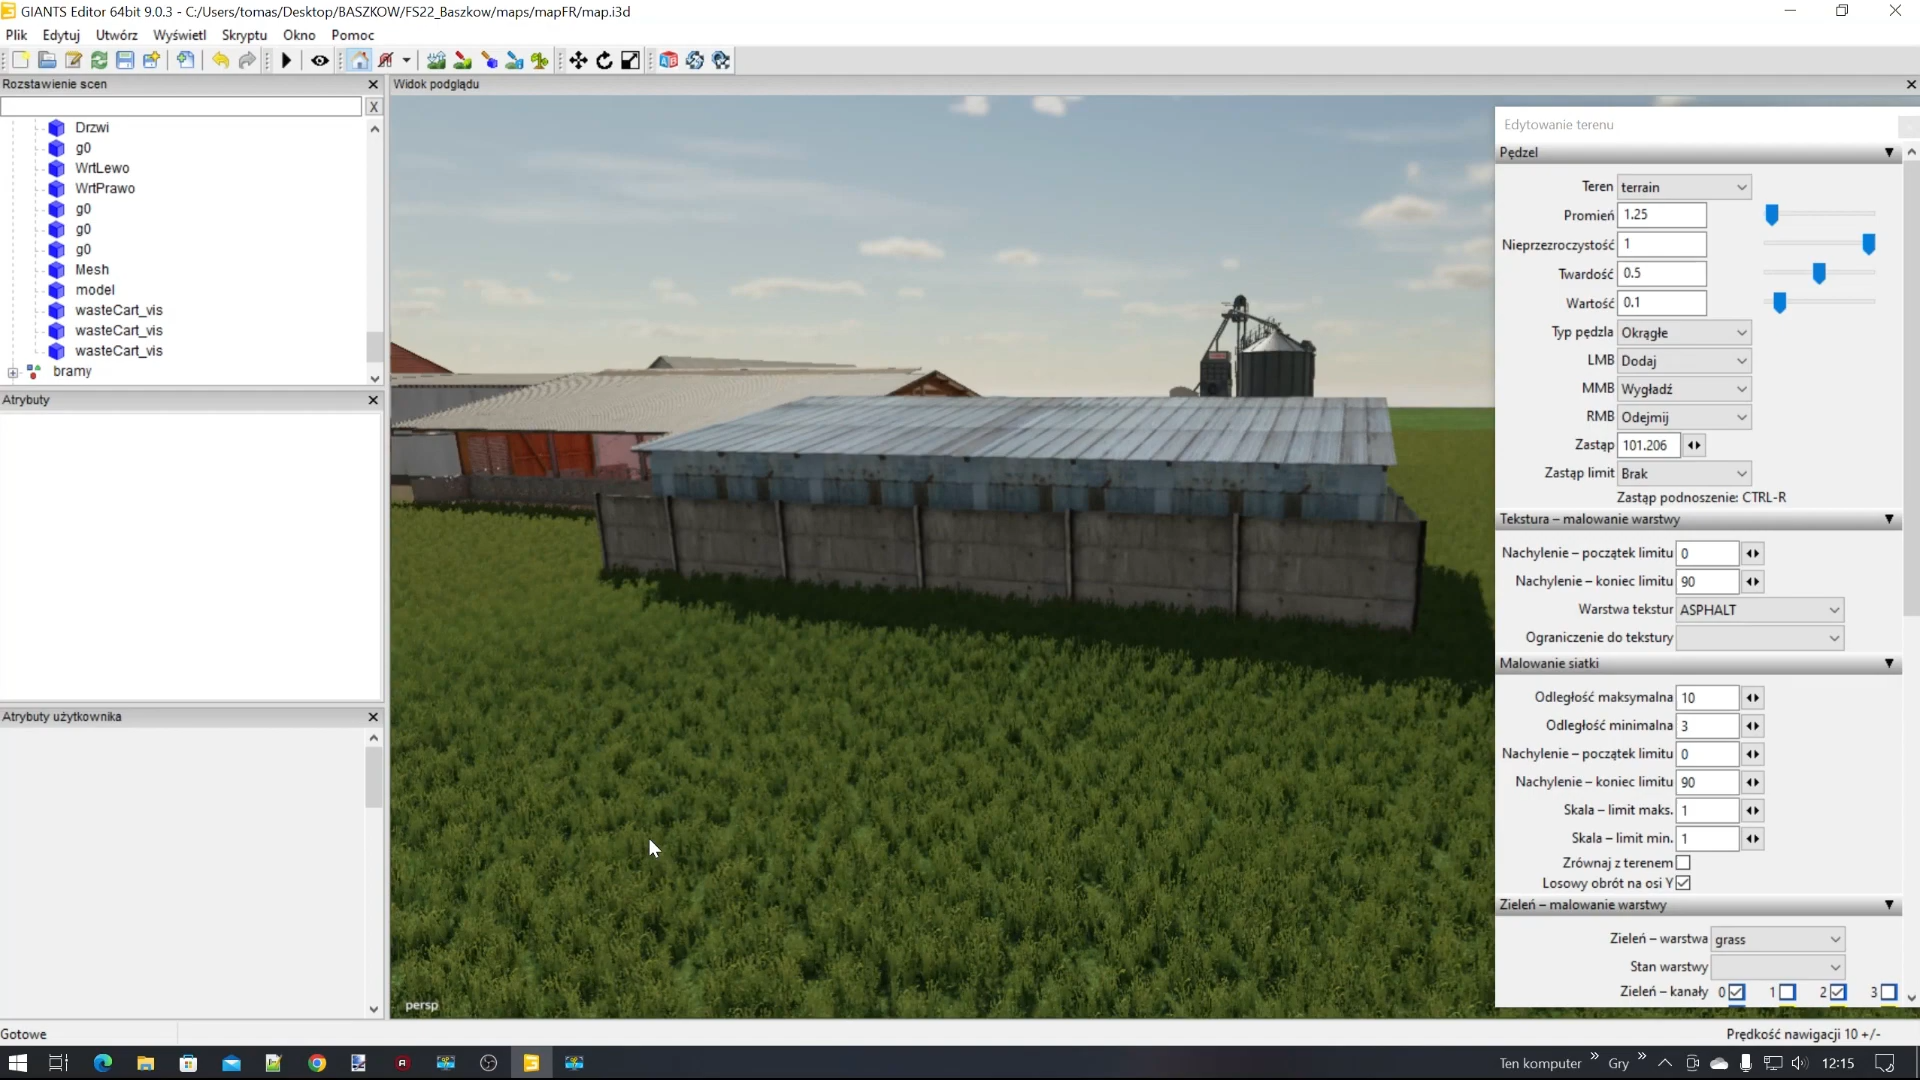 GIANTS Editor 64bit 9.0.3 - C:/Users/tomas/Desktop/BASZKOW/FS22_Baszkow/maps/mapFR/map.i3d
Plik Edytuj Utwórz Wyświetl Skryptu Okno Pomoc
Rozstawienie scen
X
Drzwi
g0
WrtLewo
WrtPrawo
g0
g0
g0
Mesh
model
wasteCart_vis
wasteCart_vis
wasteCart_vis
bramy
Atrybuty
Atrybuty użytkownika
Widok podglądu
persp
Edytowanie terenu
Pędzel
Teren terrain
Promień 1.25
Nieprzezroczystość 1
Twardość 0.5
Wartość 0.1
Typ pędzla Okrągłe
LMB Dodaj
MMB Wygładź
RMB Odejmij
Zastąp 101.206
Zastąp limit Brak
Zastąp podnoszenie: CTRL-R
Tekstura – malowanie warstwy
Nachylenie – początek limitu 0
Nachylenie – koniec limitu 90
Warstwa tekstur ASPHALT
Ograniczenie do tekstury
Malowanie siatki
Odległość maksymalna 10
Odległość minimalna 3
Nachylenie – początek limitu 0
Nachylenie – koniec limitu 90
Skala – limit maks. 1
Skala – limit min. 1
Zrównaj z terenem
Losowy obrót na osi Y
Zieleń – malowanie warstwy
Zieleń – warstwa grass
Stan warstwy
Zieleń – kanały 0 1 2 3
Gotowe
Prędkość nawigacji 10 +/-
Ten komputer » Gry » 12:15